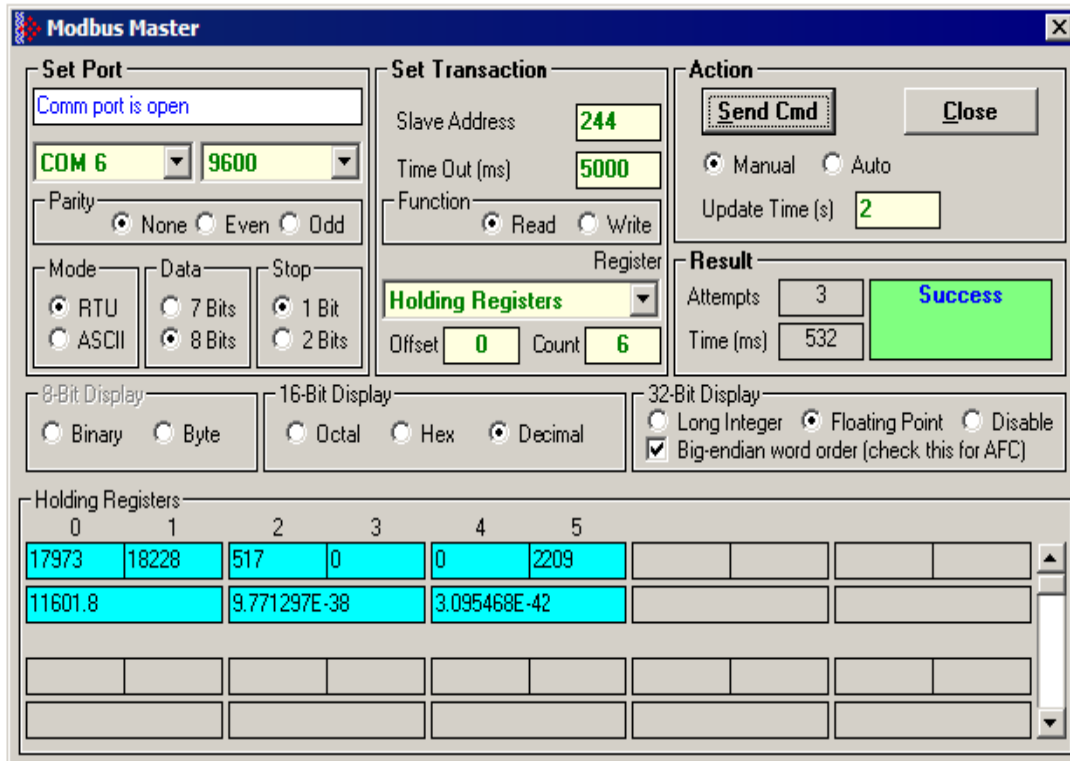 Modbus Master
Set Port
Comm port is open
COM 6 9600
Parity
None Even Odd
Mode Data Stop
RTU 7 Bits 1 Bit
ASCII 8 Bits 2 Bits
Set Transaction
Slave Address 244
Time Out (ms) 5000
Function
Read Write
Register
Holding Registers
Offset 0 Count 6
Action
Send Cmd Close
Manual Auto
Update Time (s) 2
Result
Attempts 3 Success
Time (ms) 532
8-Bit Display
Binary Byte
16-Bit Display
Octal Hex Decimal
32-Bit Display
Long Integer Floating Point Disable
Big-endian word order (check this for AFC)
Holding Registers
0 1 2 3 4 5
17973 18228 517 0 0 2209
11601.8 9.771297E-38 3.095468E-42